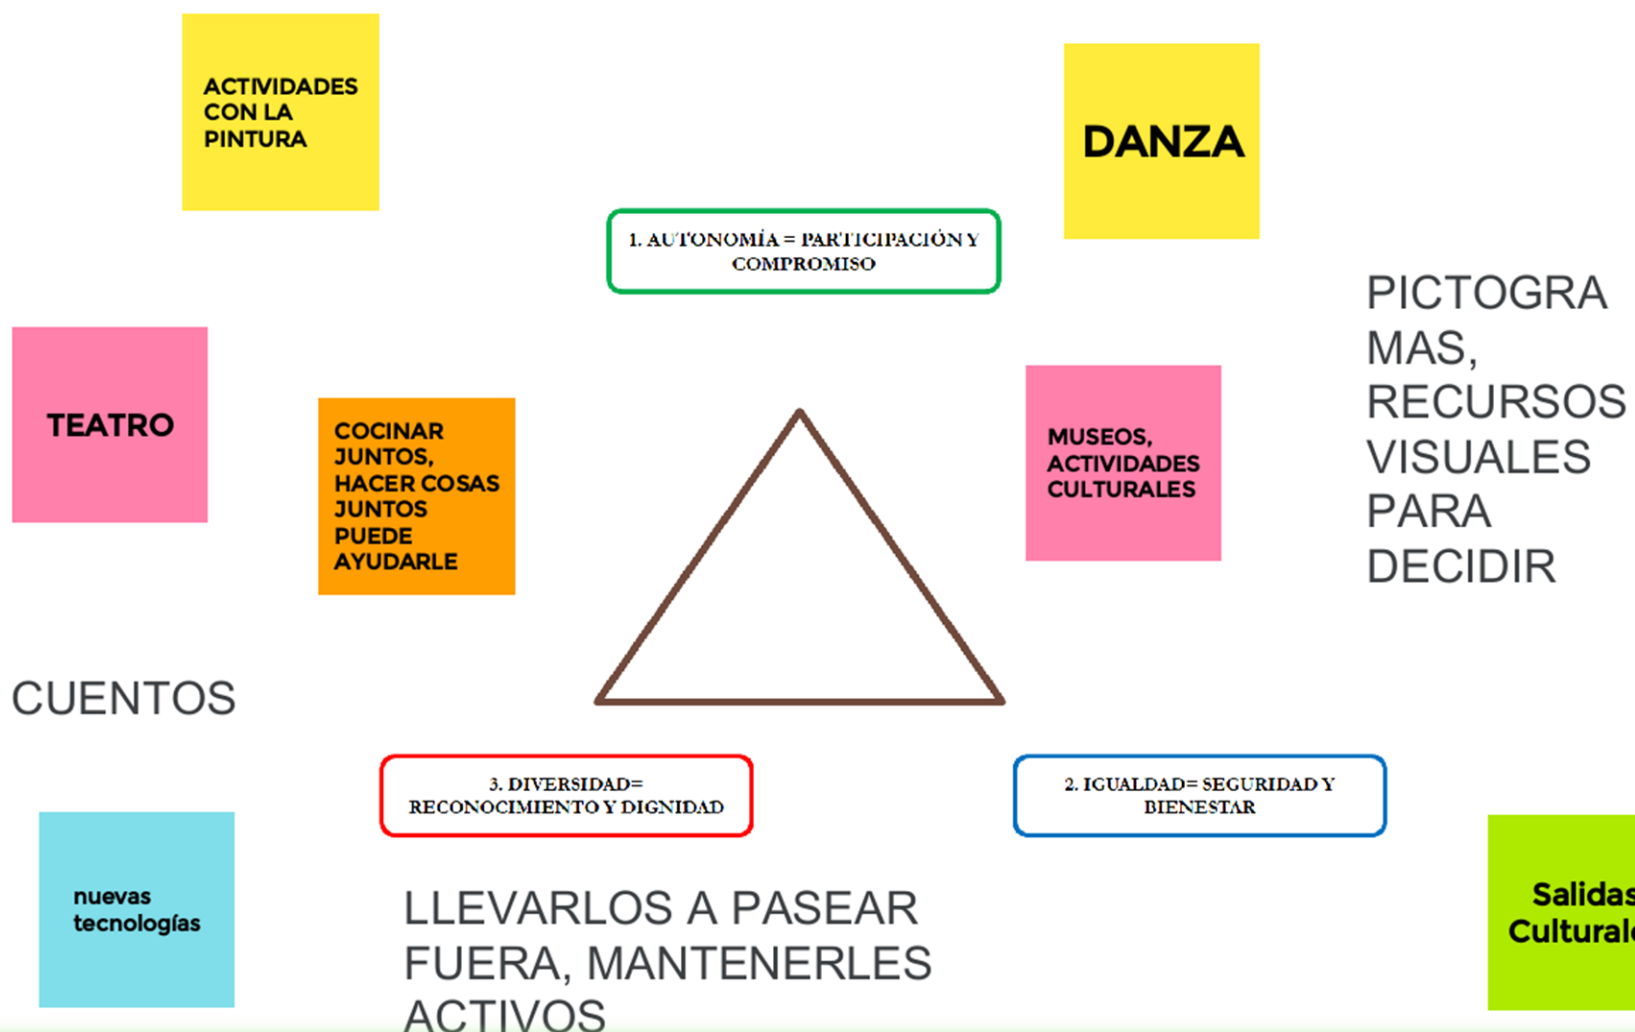 ACTIVIDADES
CON LA
PINTURA
DANZA
1. AUTONOMÍA = PARTICIPACIÓN Y
COMPROMISO
PICTOGRA
MAS,
RECURSOS
VISUALES
PARA
DECIDIR
TEATRO
COCINAR
JUNTOS,
HACER COSAS
JUNTOS
PUEDE
AYUDARLE
MUSEOS,
ACTIVIDADES
CULTURALES
CUENTOS
3. DIVERSIDAD=
RECONOCIMIENTO Y DIGNIDAD
2. IGUALDAD= SEGURIDAD Y
BIENESTAR
nuevas
tecnologías
LLEVARLOS A PASEAR
FUERA, MANTENERLES
ACTIVOS
Salidas